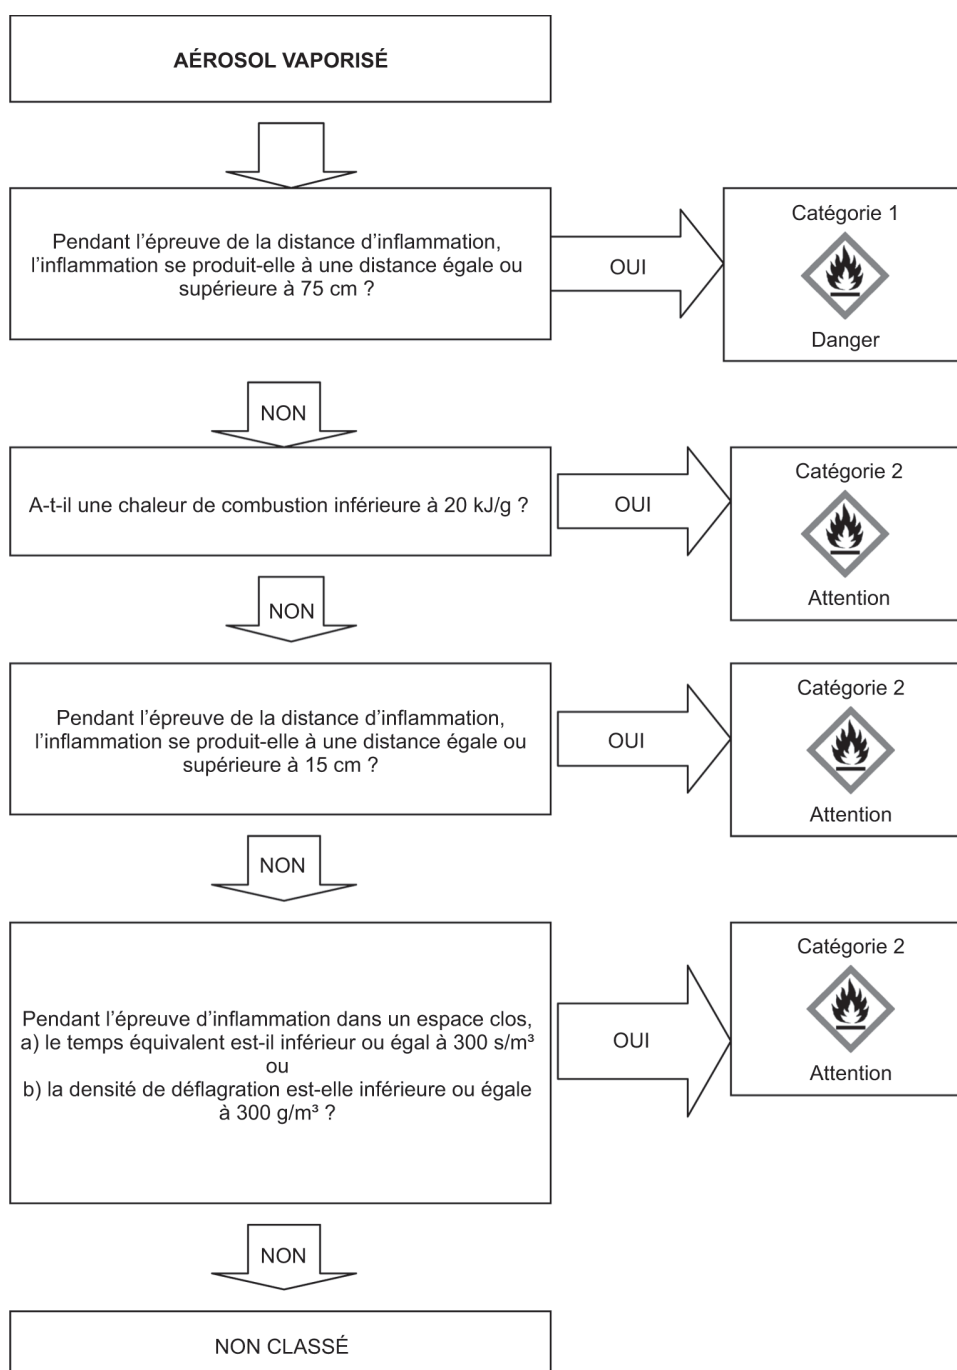 AÉROSOL VAPORISÉ
Pendant l’épreuve de la distance d’inflammation,
l’inflammation se produit-elle à une distance égale ou
supérieure à 75 cm ?
OUI
Catégorie 1
Danger
NON
A-t-il une chaleur de combustion inférieure à 20 kJ/g ?
OUI
Catégorie 2
Attention
NON
Pendant l’épreuve de la distance d’inflammation,
l’inflammation se produit-elle à une distance égale ou
supérieure à 15 cm ?
OUI
Catégorie 2
Attention
NON
Pendant l’épreuve d’inflammation dans un espace clos,
a) le temps équivalent est-il inférieur ou égal à 300 s/m³
ou
b) la densité de déflagration est-elle inférieure ou égale
à 300 g/m³ ?
OUI
Catégorie 2
Attention
NON
NON CLASSÉ